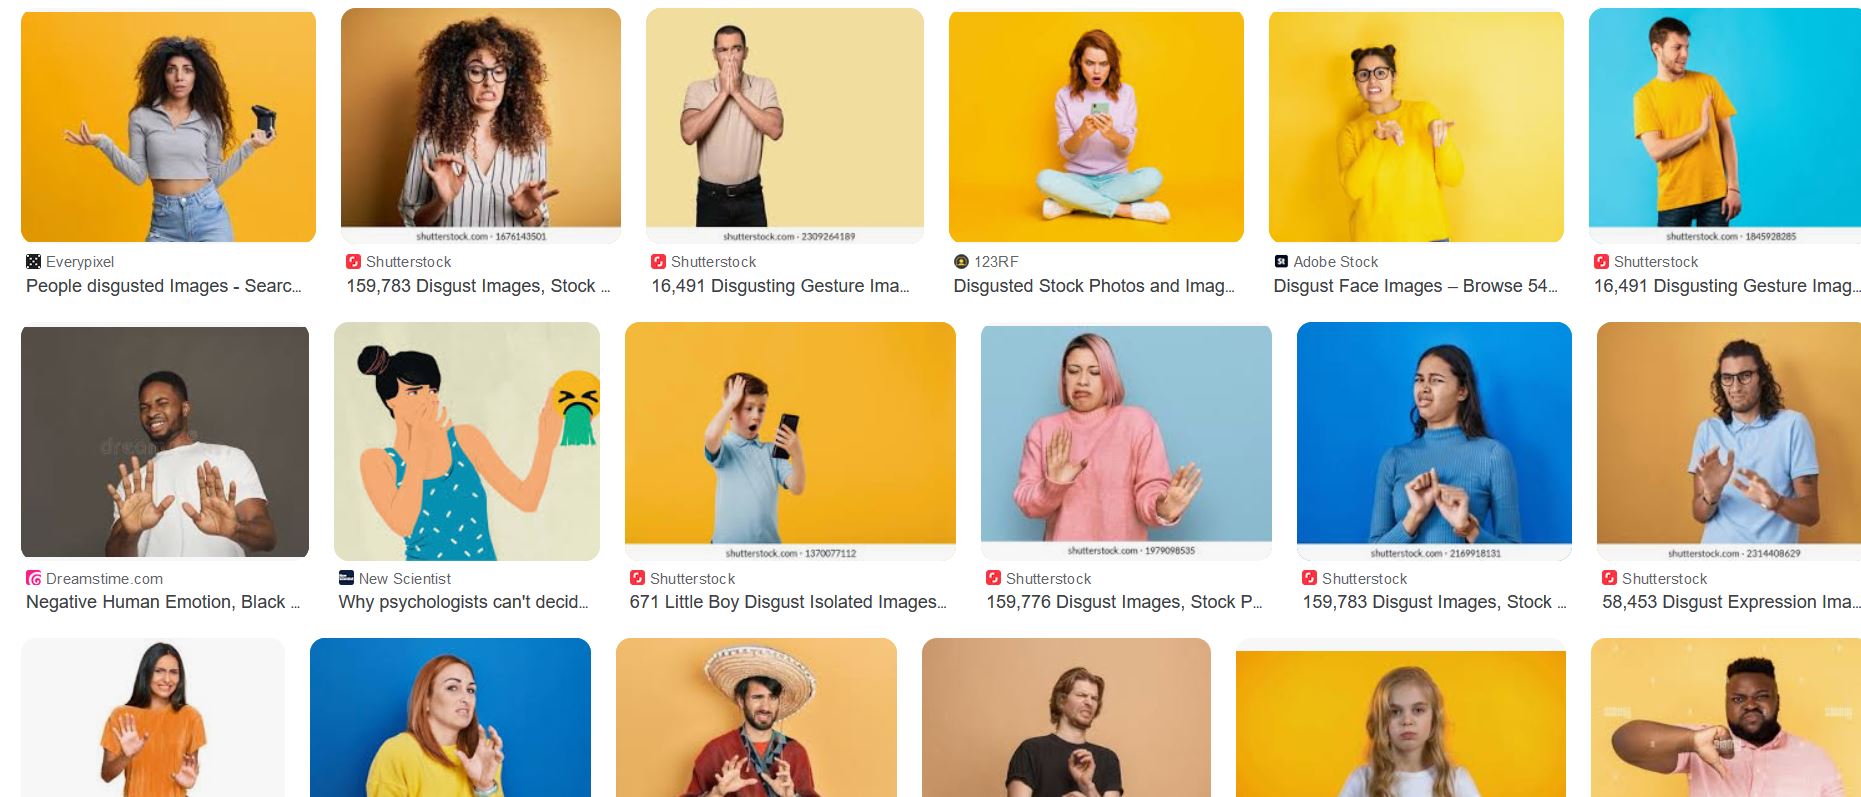 shutterstock.com · 1676143501
shutterstock.com · 2309264189
shutterstock.com · 1845928285
Everypixel
Shutterstock
Shutterstock
123RF
St Adobe Stock
Shutterstock
People disgusted Images - Searc...
159,783 Disgust Images, Stock ...
16,491 Disgusting Gesture Ima...
Disgusted Stock Photos and Imag...
Disgust Face Images – Browse 54...
16,491 Disgusting Gesture Imag...
shutterstock.com · 1370077112
shutterstock.com · 1979098535
shutterstock.com · 2169918131
shutterstock.com · 2314408629
Dreamstime.com
New Scientist
Shutterstock
Shutterstock
Shutterstock
Shutterstock
Negative Human Emotion, Black ...
Why psychologists can't decid...
671 Little Boy Disgust Isolated Images...
159,776 Disgust Images, Stock P...
159,783 Disgust Images, Stock ...
58,453 Disgust Expression Ima...